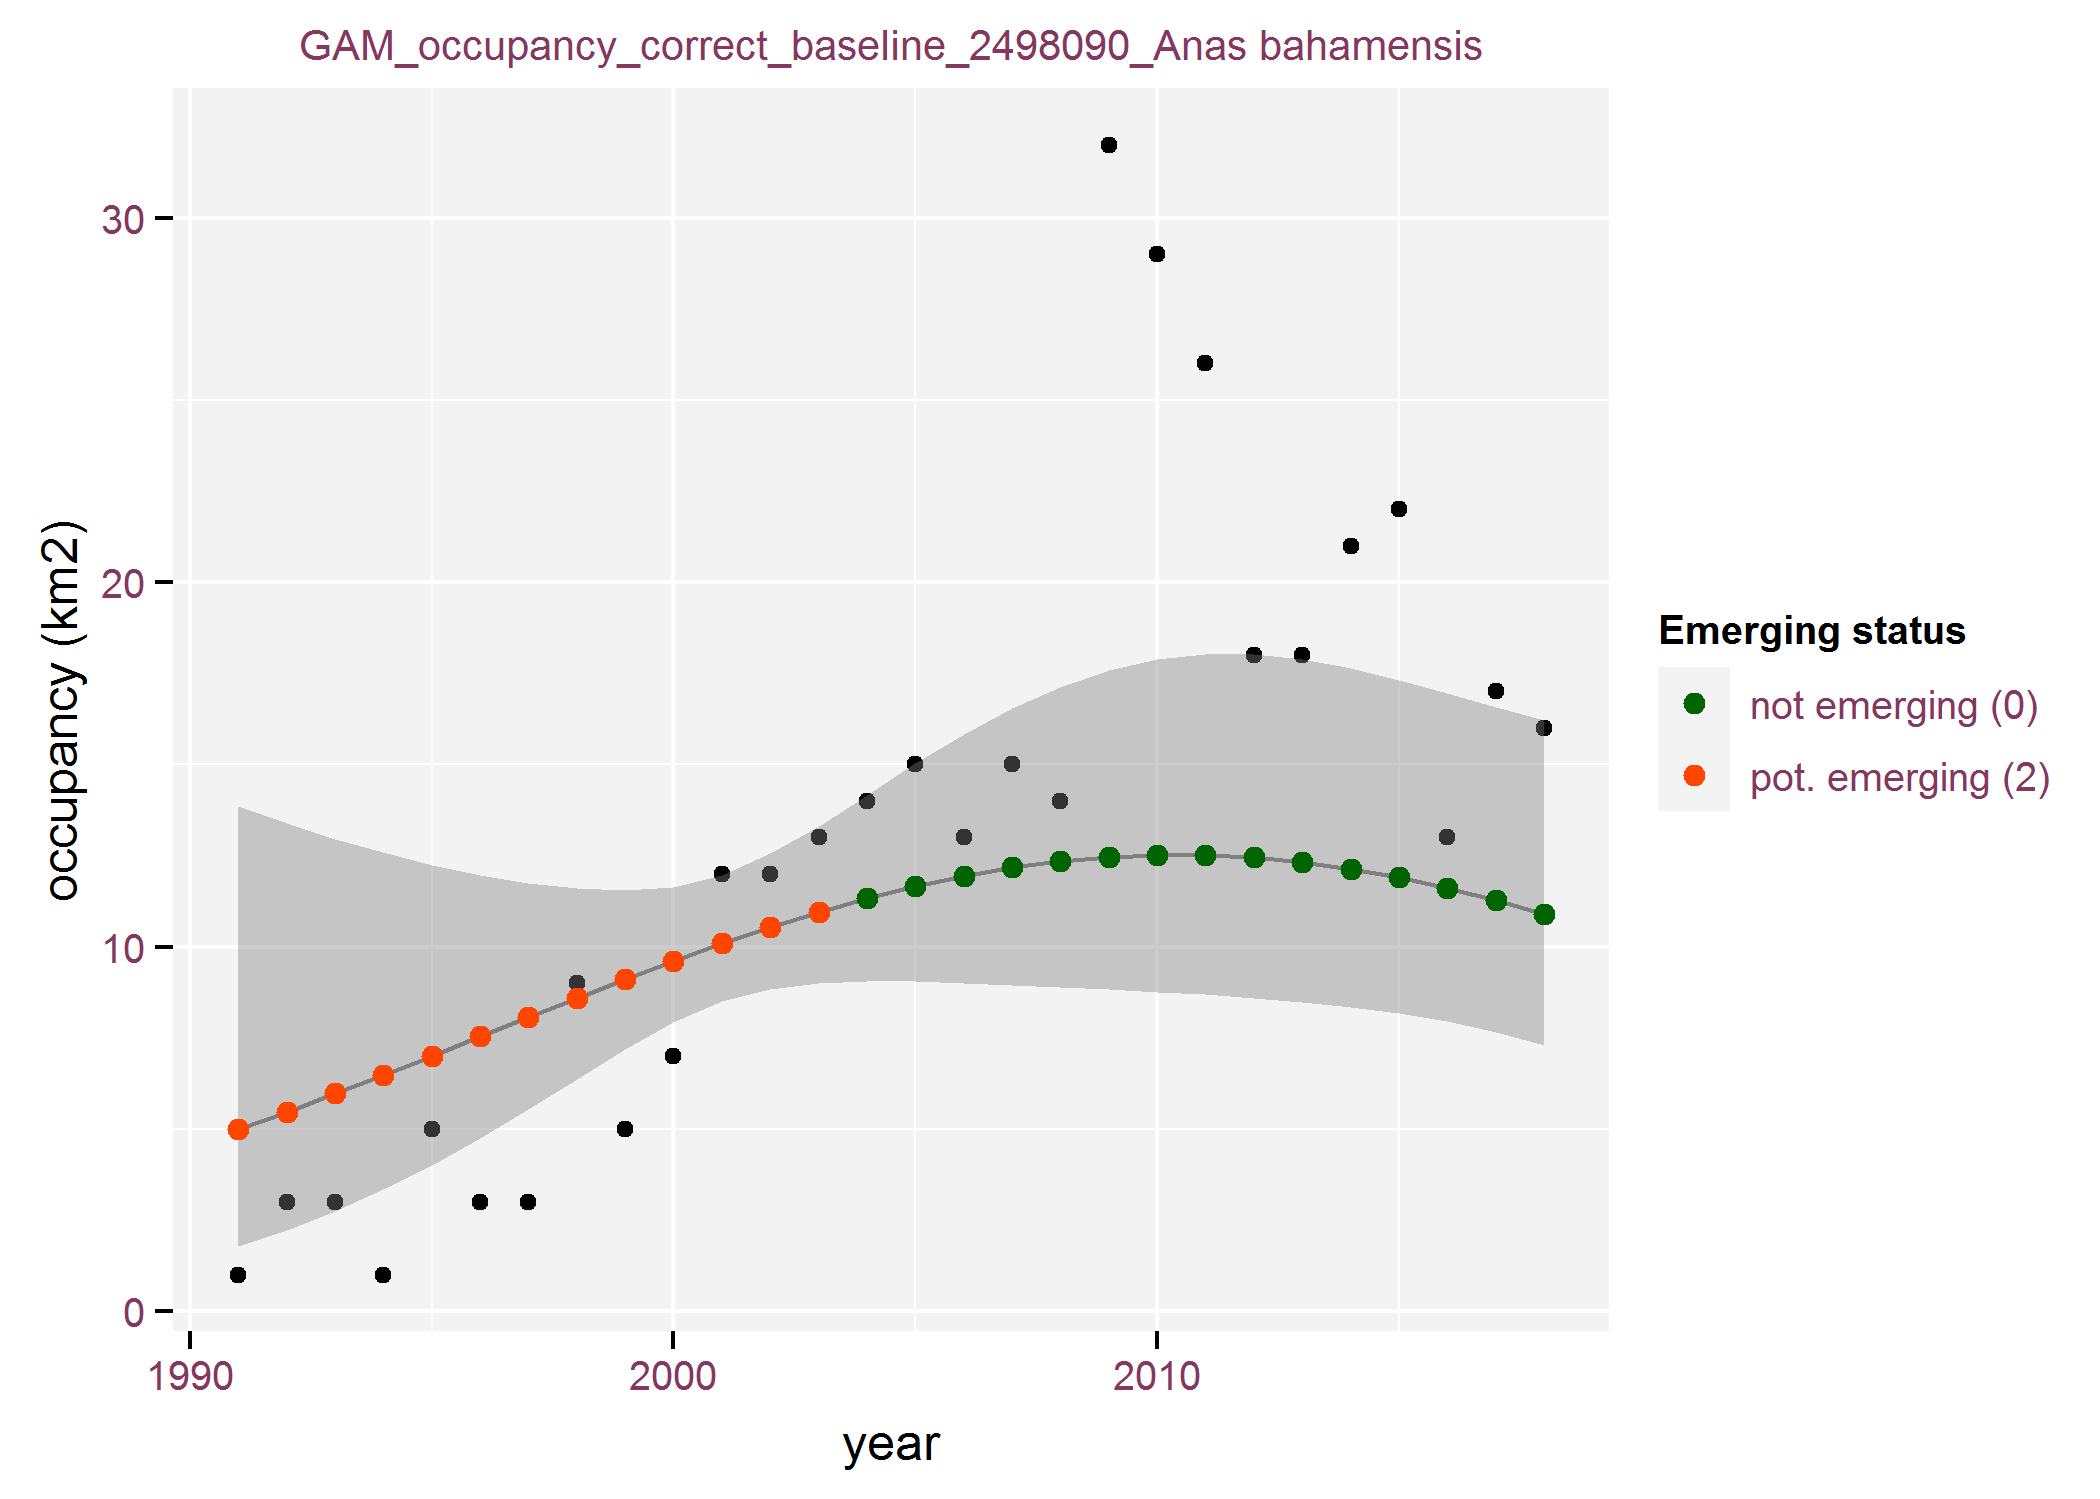 GAM_occupancy_correct_baseline_2498090_Anas bahamensis
30
20
10
0
occupancy (km2)
1990
2000
2010
year
Emerging status
not emerging (0)
pot. emerging (2)